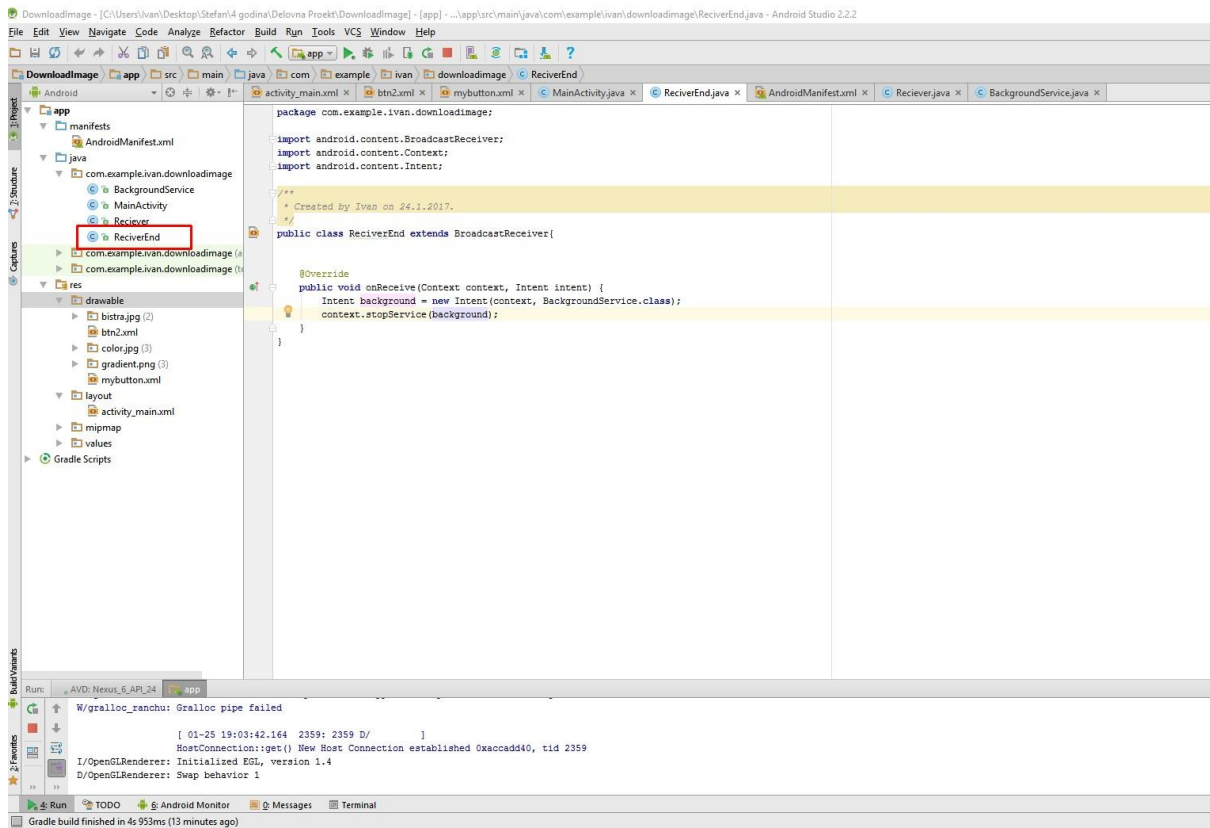 DownloadImage - [C:\Users\Ivan\Desktop\Stefan\4 godina\Delovna Proekt\DownloadImage] - [app] - ...\app\src\main\java\com\example\ivan\downloadimage\ReciverEnd.java - Android Studio 2.2.2
File Edit View Navigate Code Analyze Refactor Build Run Tools VCS Window Help
app
DownloadImage app src main java com example ivan downloadimage ReciverEnd
Android
activity_main.xml btn2.xml mybutton.xml MainActivity.java ReciverEnd.java AndroidManifest.xml Reciever.java BackgroundService.java
1: Project
7: Structure
Captures
Build Variants
2: Favorites
app
manifests
AndroidManifest.xml
java
com.example.ivan.downloadimage
BackgroundService
MainActivity
Reciever
ReciverEnd
com.example.ivan.downloadimage (a
com.example.ivan.downloadimage (te
res
drawable
bistra.jpg (2)
btn2.xml
color.jpg (3)
gradient.png (3)
mybutton.xml
layout
activity_main.xml
mipmap
values
Gradle Scripts
package com.example.ivan.downloadimage;
import android.content.BroadcastReceiver;
import android.content.Context;
import android.content.Intent;
/**
* Created by Ivan on 24.1.2017.
*/
public class ReciverEnd extends BroadcastReceiver{
@Override
public void onReceive(Context context, Intent intent) {
Intent background = new Intent(context, BackgroundService.class);
context.stopService(background);
}
}
Run: AVD: Nexus_6_API_24 app
W/gralloc_ranchu: Gralloc pipe failed
[ 01-25 19:03:42.164 2359: 2359 D/ ]
HostConnection::get() New Host Connection established 0xaccadd40, tid 2359
I/OpenGLRenderer: Initialized EGL, version 1.4
D/OpenGLRenderer: Swap behavior 1
4: Run TODO 6: Android Monitor 0: Messages Terminal
Gradle build finished in 4s 953ms (13 minutes ago)